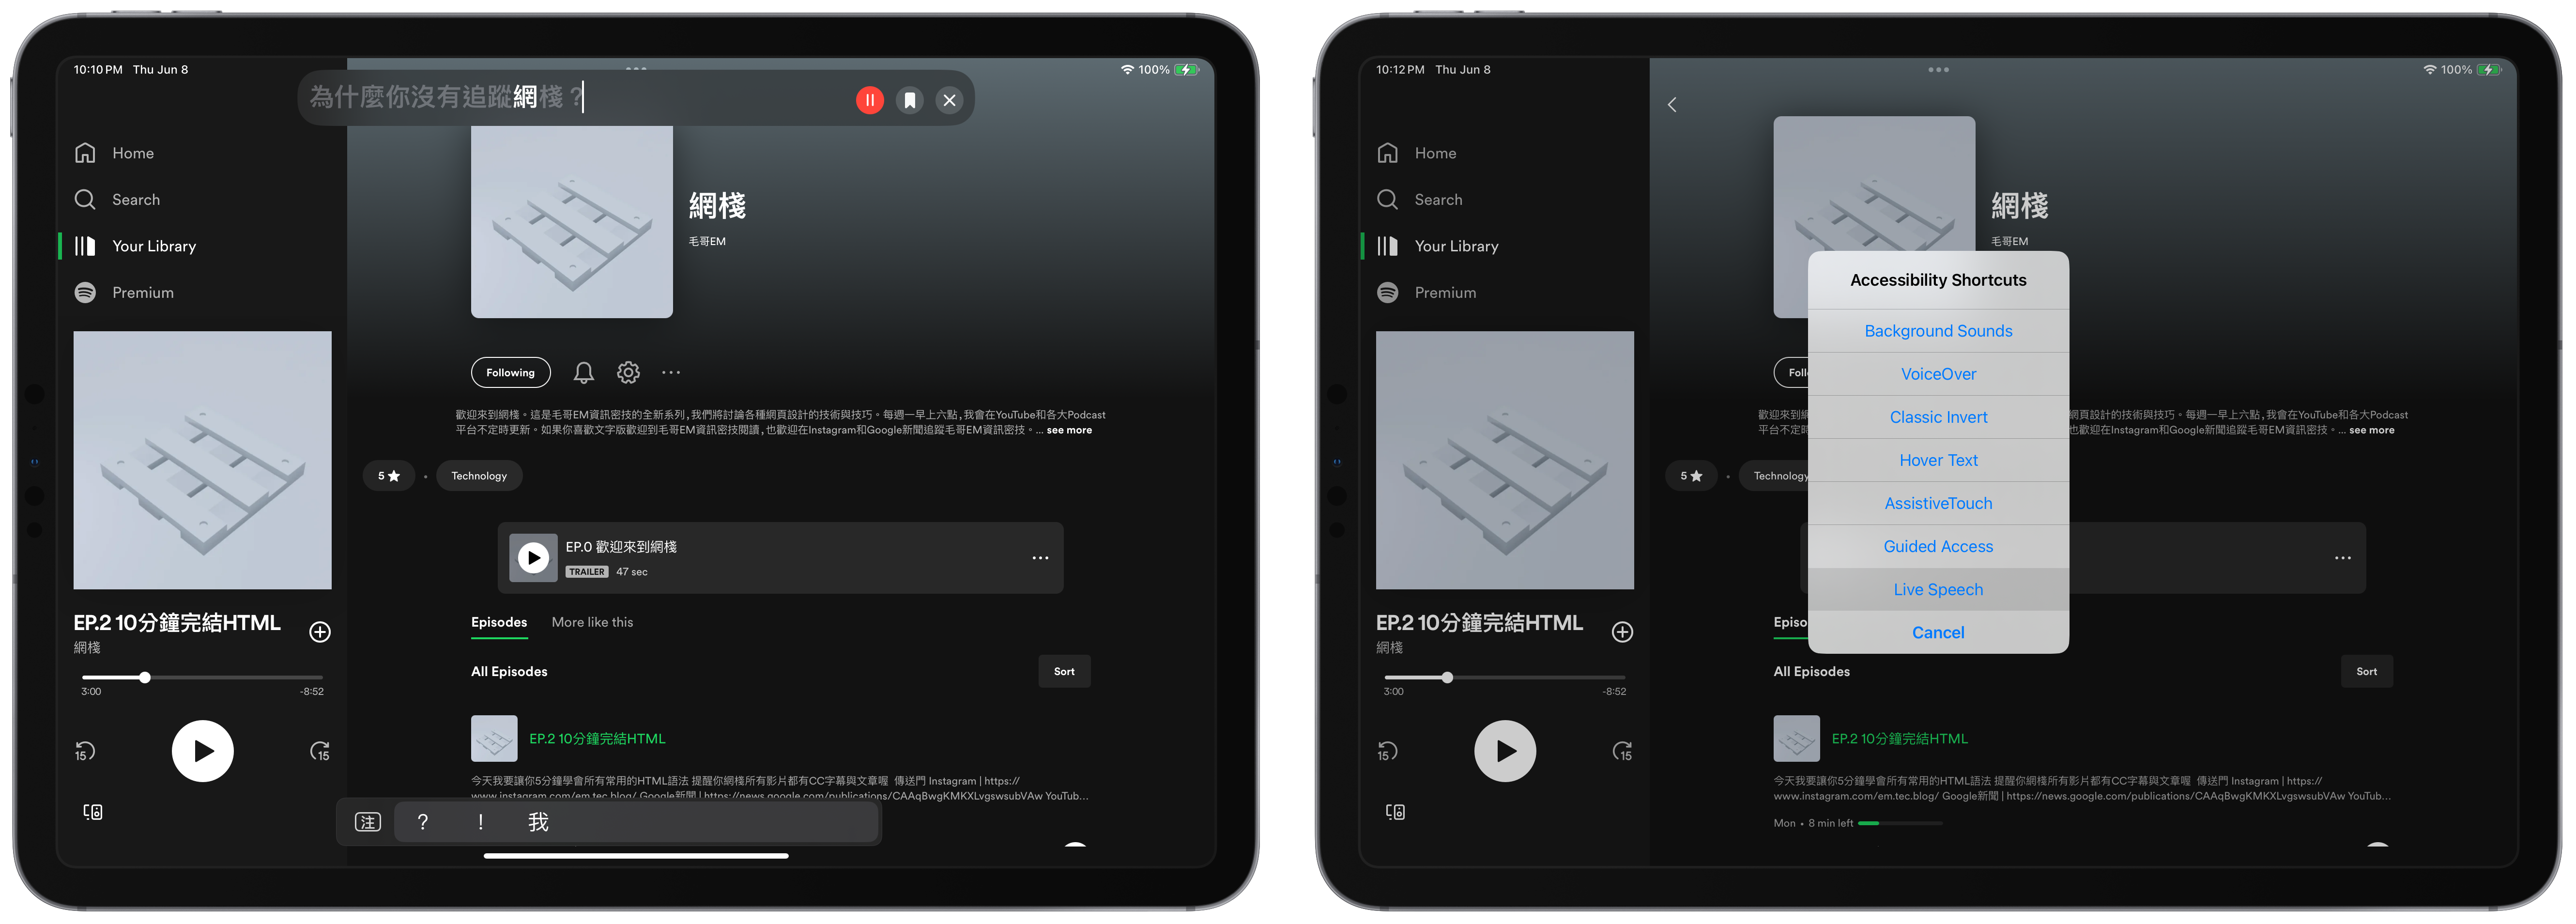 10:10 PM Thu Jun 8
100%
為什麼你沒有追蹤網棧？
Home
Search
Your Library
Premium
網棧
毛哥EM
Following
歡迎來到網棧。這是毛哥EM資訊密技的全新系列,我們將討論各種網頁設計的技術與技巧。每週一早上六點,我會在YouTube和各大Podcast
平台不定時更新。如果你喜歡文字版歡迎到毛哥EM資訊密技閱讀,也歡迎在Instagram和Google新聞追蹤毛哥EM資訊密技。... see more
5
Technology
EP.0 歡迎來到網棧
TRAILER 47 sec
EP.2 10分鐘完結HTML
網棧
3:00 -8:52
15 15
Episodes More like this
All Episodes
Sort
EP.2 10分鐘完結HTML
今天我要讓你5分鐘學會所有常用的HTML語法 提醒你網棧所有影片都有CC字幕與文章喔 傳送門 Instagram | https://
www.instagram.com/em.tec.blog/ Google新聞 | https://news.google.com/publications/CAAqBwgKMKXLvgswsubVAw YouTub...
注 ? ! 我
10:12 PM Thu Jun 8
100%
Home
Search
Your Library
Premium
網棧
毛哥EM
Accessibility Shortcuts
Background Sounds
VoiceOver
Classic Invert
Hover Text
AssistiveTouch
Guided Access
Live Speech
Cancel
Foll
歡迎來到網 網頁設計的技術與技巧。每週一早上六點,我會在YouTube和各大Podcast
平台不定時 也歡迎在Instagram和Google新聞追蹤毛哥EM資訊密技。... see more
5
Technology
EP.2 10分鐘完結HTML
網棧
3:00 -8:52
15 15
Episo
All Episodes
Sort
EP.2 10分鐘完結HTML
今天我要讓你5分鐘學會所有常用的HTML語法 提醒你網棧所有影片都有CC字幕與文章喔 傳送門 Instagram | https://
www.instagram.com/em.tec.blog/ Google新聞 | https://news.google.com/publications/CAAqBwgKMKXLvgswsubVAw YouTub...
Mon • 8 min left